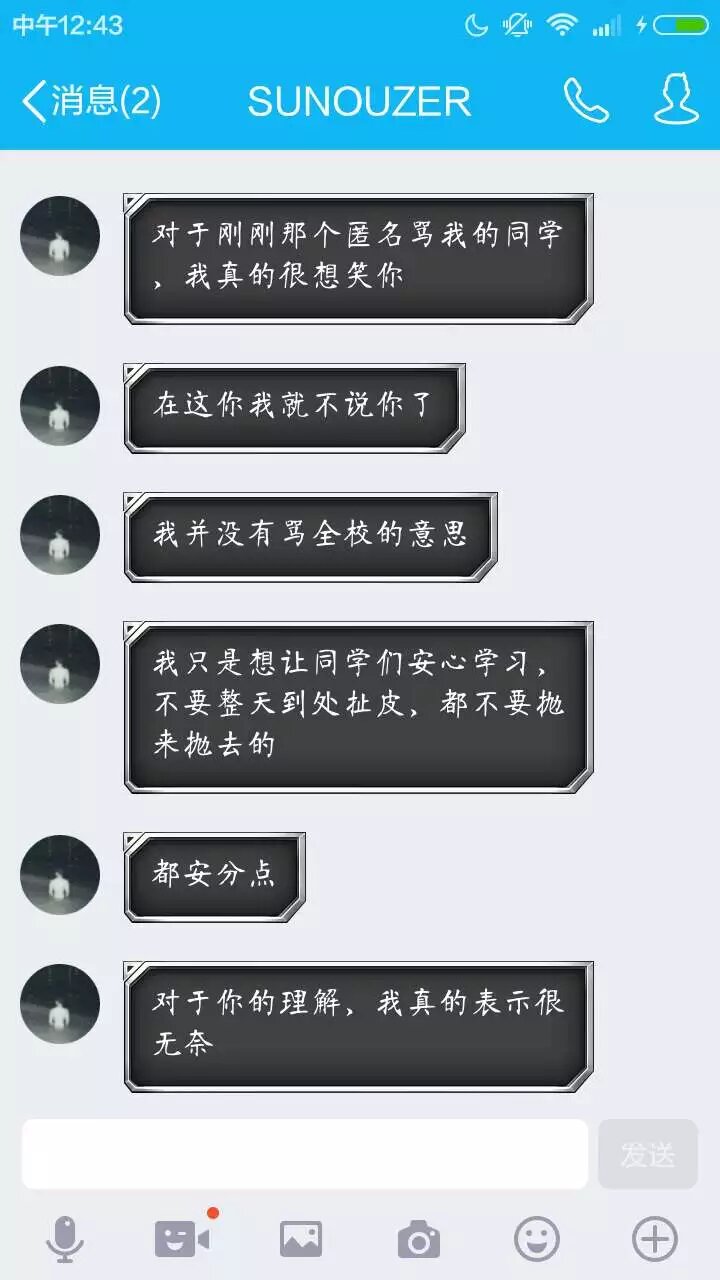 中午12:43
消息(2)
SUNOUZER
对于刚刚那个匿名骂我的同学
，我真的很想笑你
在这你我就不说你了
我并没有骂全校的意思
我只是想让同学们安心学习，
不要整天到处扯皮，都不要抛
来抛去的
都安分点
对于你的理解，我真的表示很
无奈
发送